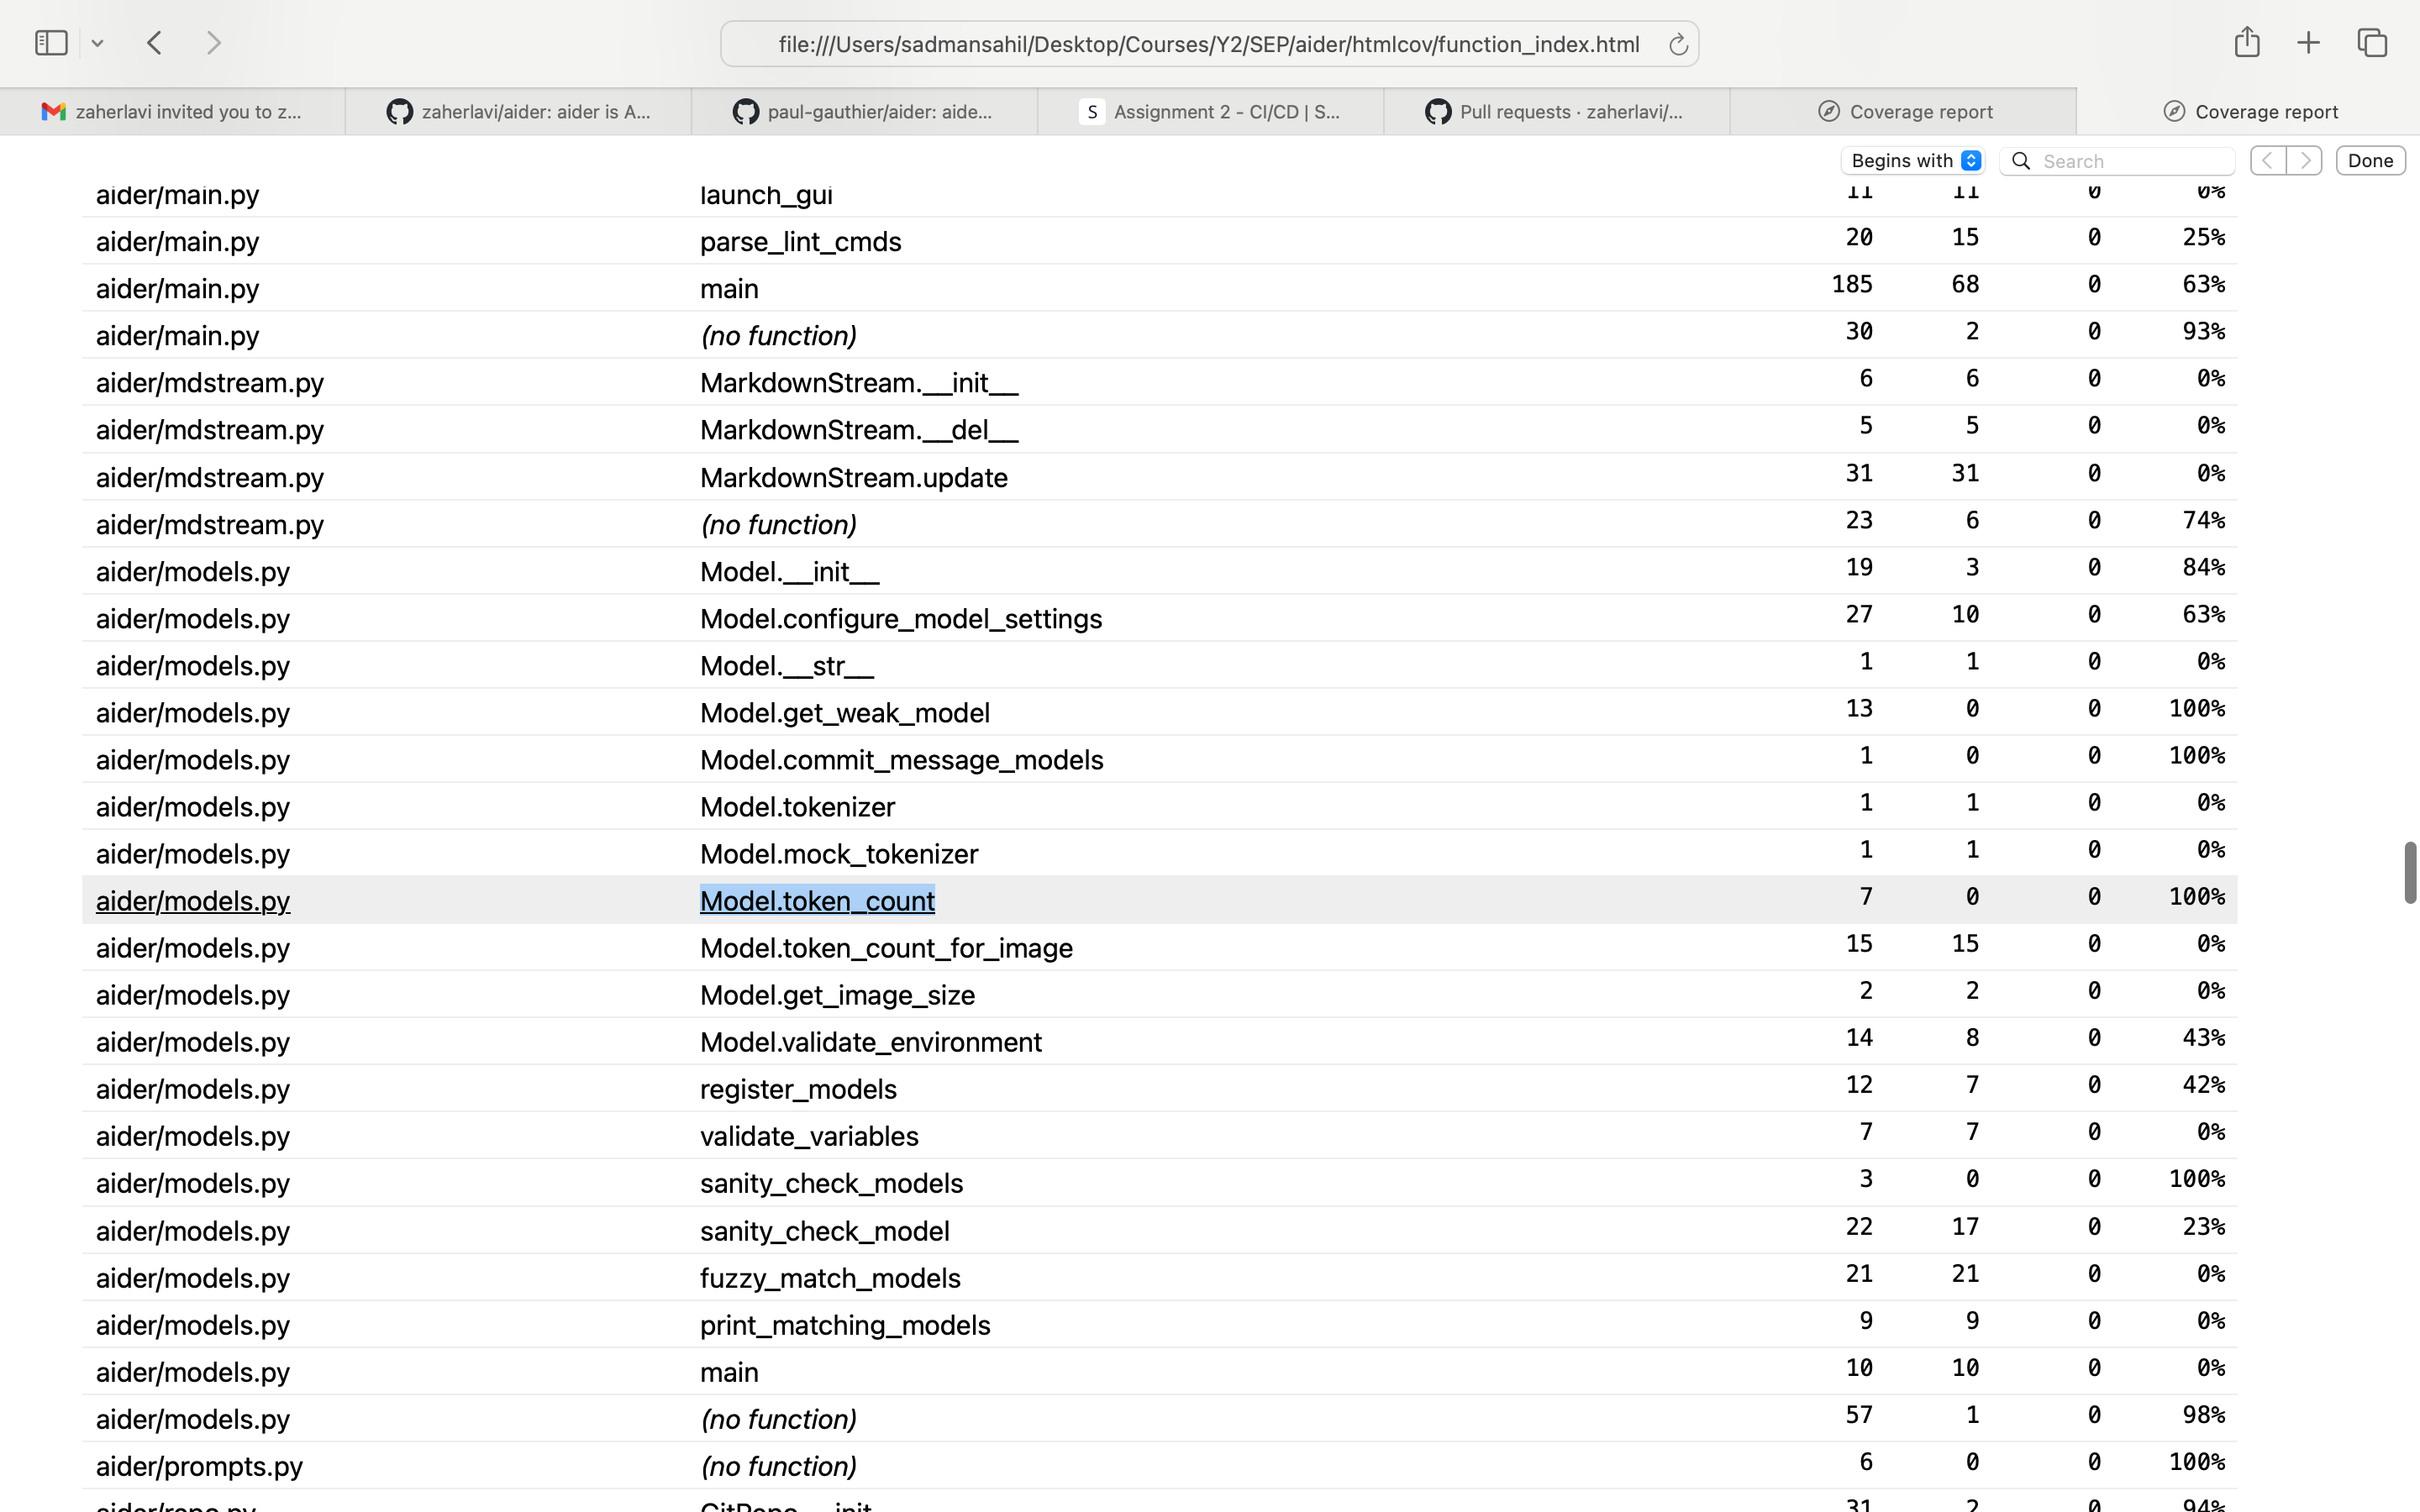 file:///Users/sadmansahil/Desktop/Courses/Y2/SEP/aider/htmlcov/function_index.html
zaherlavi invited you to z... zaherlavi/aider: aider is A... paul-gauthier/aider: aide... S Assignment 2 - CI/CD | S... Pull requests · zaherlavi/... Coverage report Coverage report
Begins with Search Done
aider/main.py launch_gui 11 11 0 0%
aider/main.py parse_lint_cmds 20 15 0 25%
aider/main.py main 185 68 0 63%
aider/main.py (no function) 30 2 0 93%
aider/mdstream.py MarkdownStream.__init__ 6 6 0 0%
aider/mdstream.py MarkdownStream.__del__ 5 5 0 0%
aider/mdstream.py MarkdownStream.update 31 31 0 0%
aider/mdstream.py (no function) 23 6 0 74%
aider/models.py Model.__init__ 19 3 0 84%
aider/models.py Model.configure_model_settings 27 10 0 63%
aider/models.py Model.__str__ 1 1 0 0%
aider/models.py Model.get_weak_model 13 0 0 100%
aider/models.py Model.commit_message_models 1 0 0 100%
aider/models.py Model.tokenizer 1 1 0 0%
aider/models.py Model.mock_tokenizer 1 1 0 0%
aider/models.py Model.token_count 7 0 0 100%
aider/models.py Model.token_count_for_image 15 15 0 0%
aider/models.py Model.get_image_size 2 2 0 0%
aider/models.py Model.validate_environment 14 8 0 43%
aider/models.py register_models 12 7 0 42%
aider/models.py validate_variables 7 7 0 0%
aider/models.py sanity_check_models 3 0 0 100%
aider/models.py sanity_check_model 22 17 0 23%
aider/models.py fuzzy_match_models 21 21 0 0%
aider/models.py print_matching_models 9 9 0 0%
aider/models.py main 10 10 0 0%
aider/models.py (no function) 57 1 0 98%
aider/prompts.py (no function) 6 0 0 100%
aider/repo.py GitRepo.__init__ 31 2 0 94%